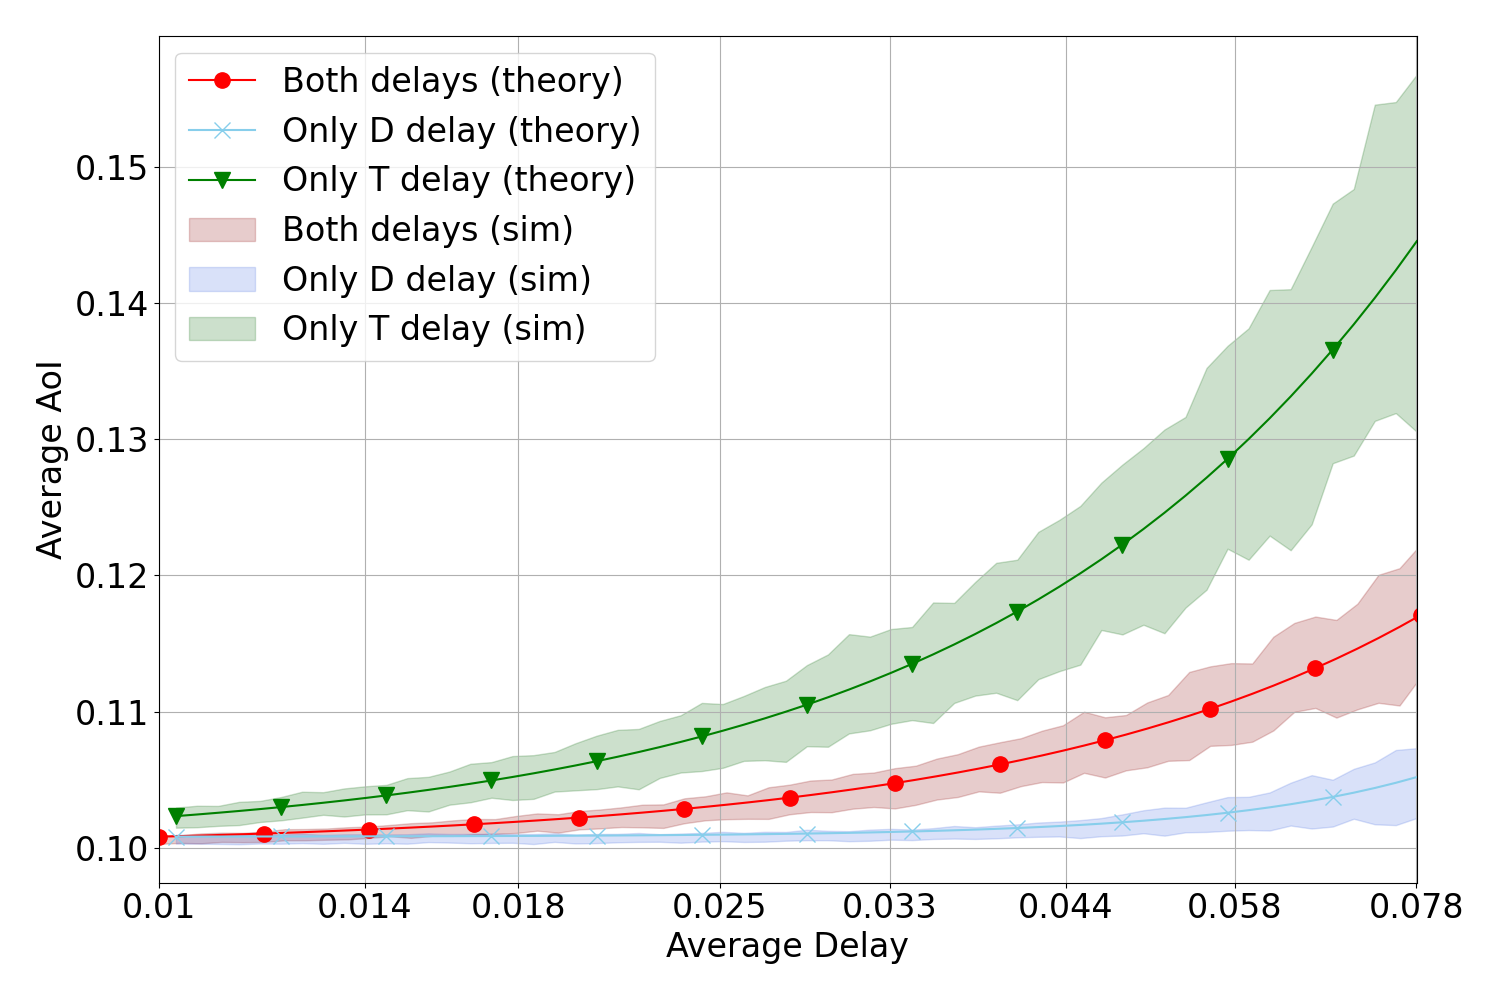 Both delays (theory)
Only D delay (theory)
Only T delay (theory)
Both delays (sim)
Only D delay (sim)
Only T delay (sim)
Average AoI
0.15
0.14
0.13
0.12
0.11
0.10
0.01 0.014 0.018 0.025 0.033 0.044 0.058 0.078
Average Delay